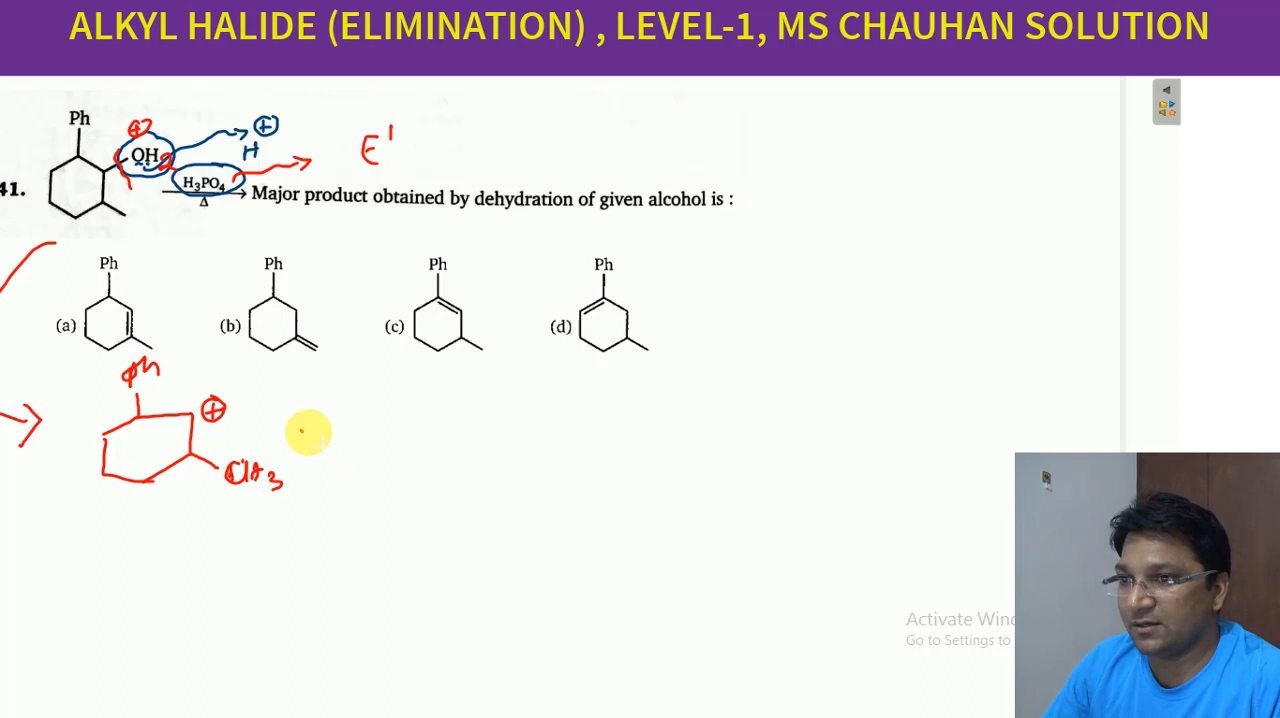 ALKYL HALIDE (ELIMINATION) , LEVEL-1, MS CHAUHAN SOLUTION
Ph
OH
⊕
H
E¹
41.
H₃PO₄
Δ
Major product obtained by dehydration of given alcohol is :
Ph
Ph
Ph
Ph
(a)
(b)
(c)
(d)
Ph
⊕
CH₃
Activate Wind
Go to Settings to